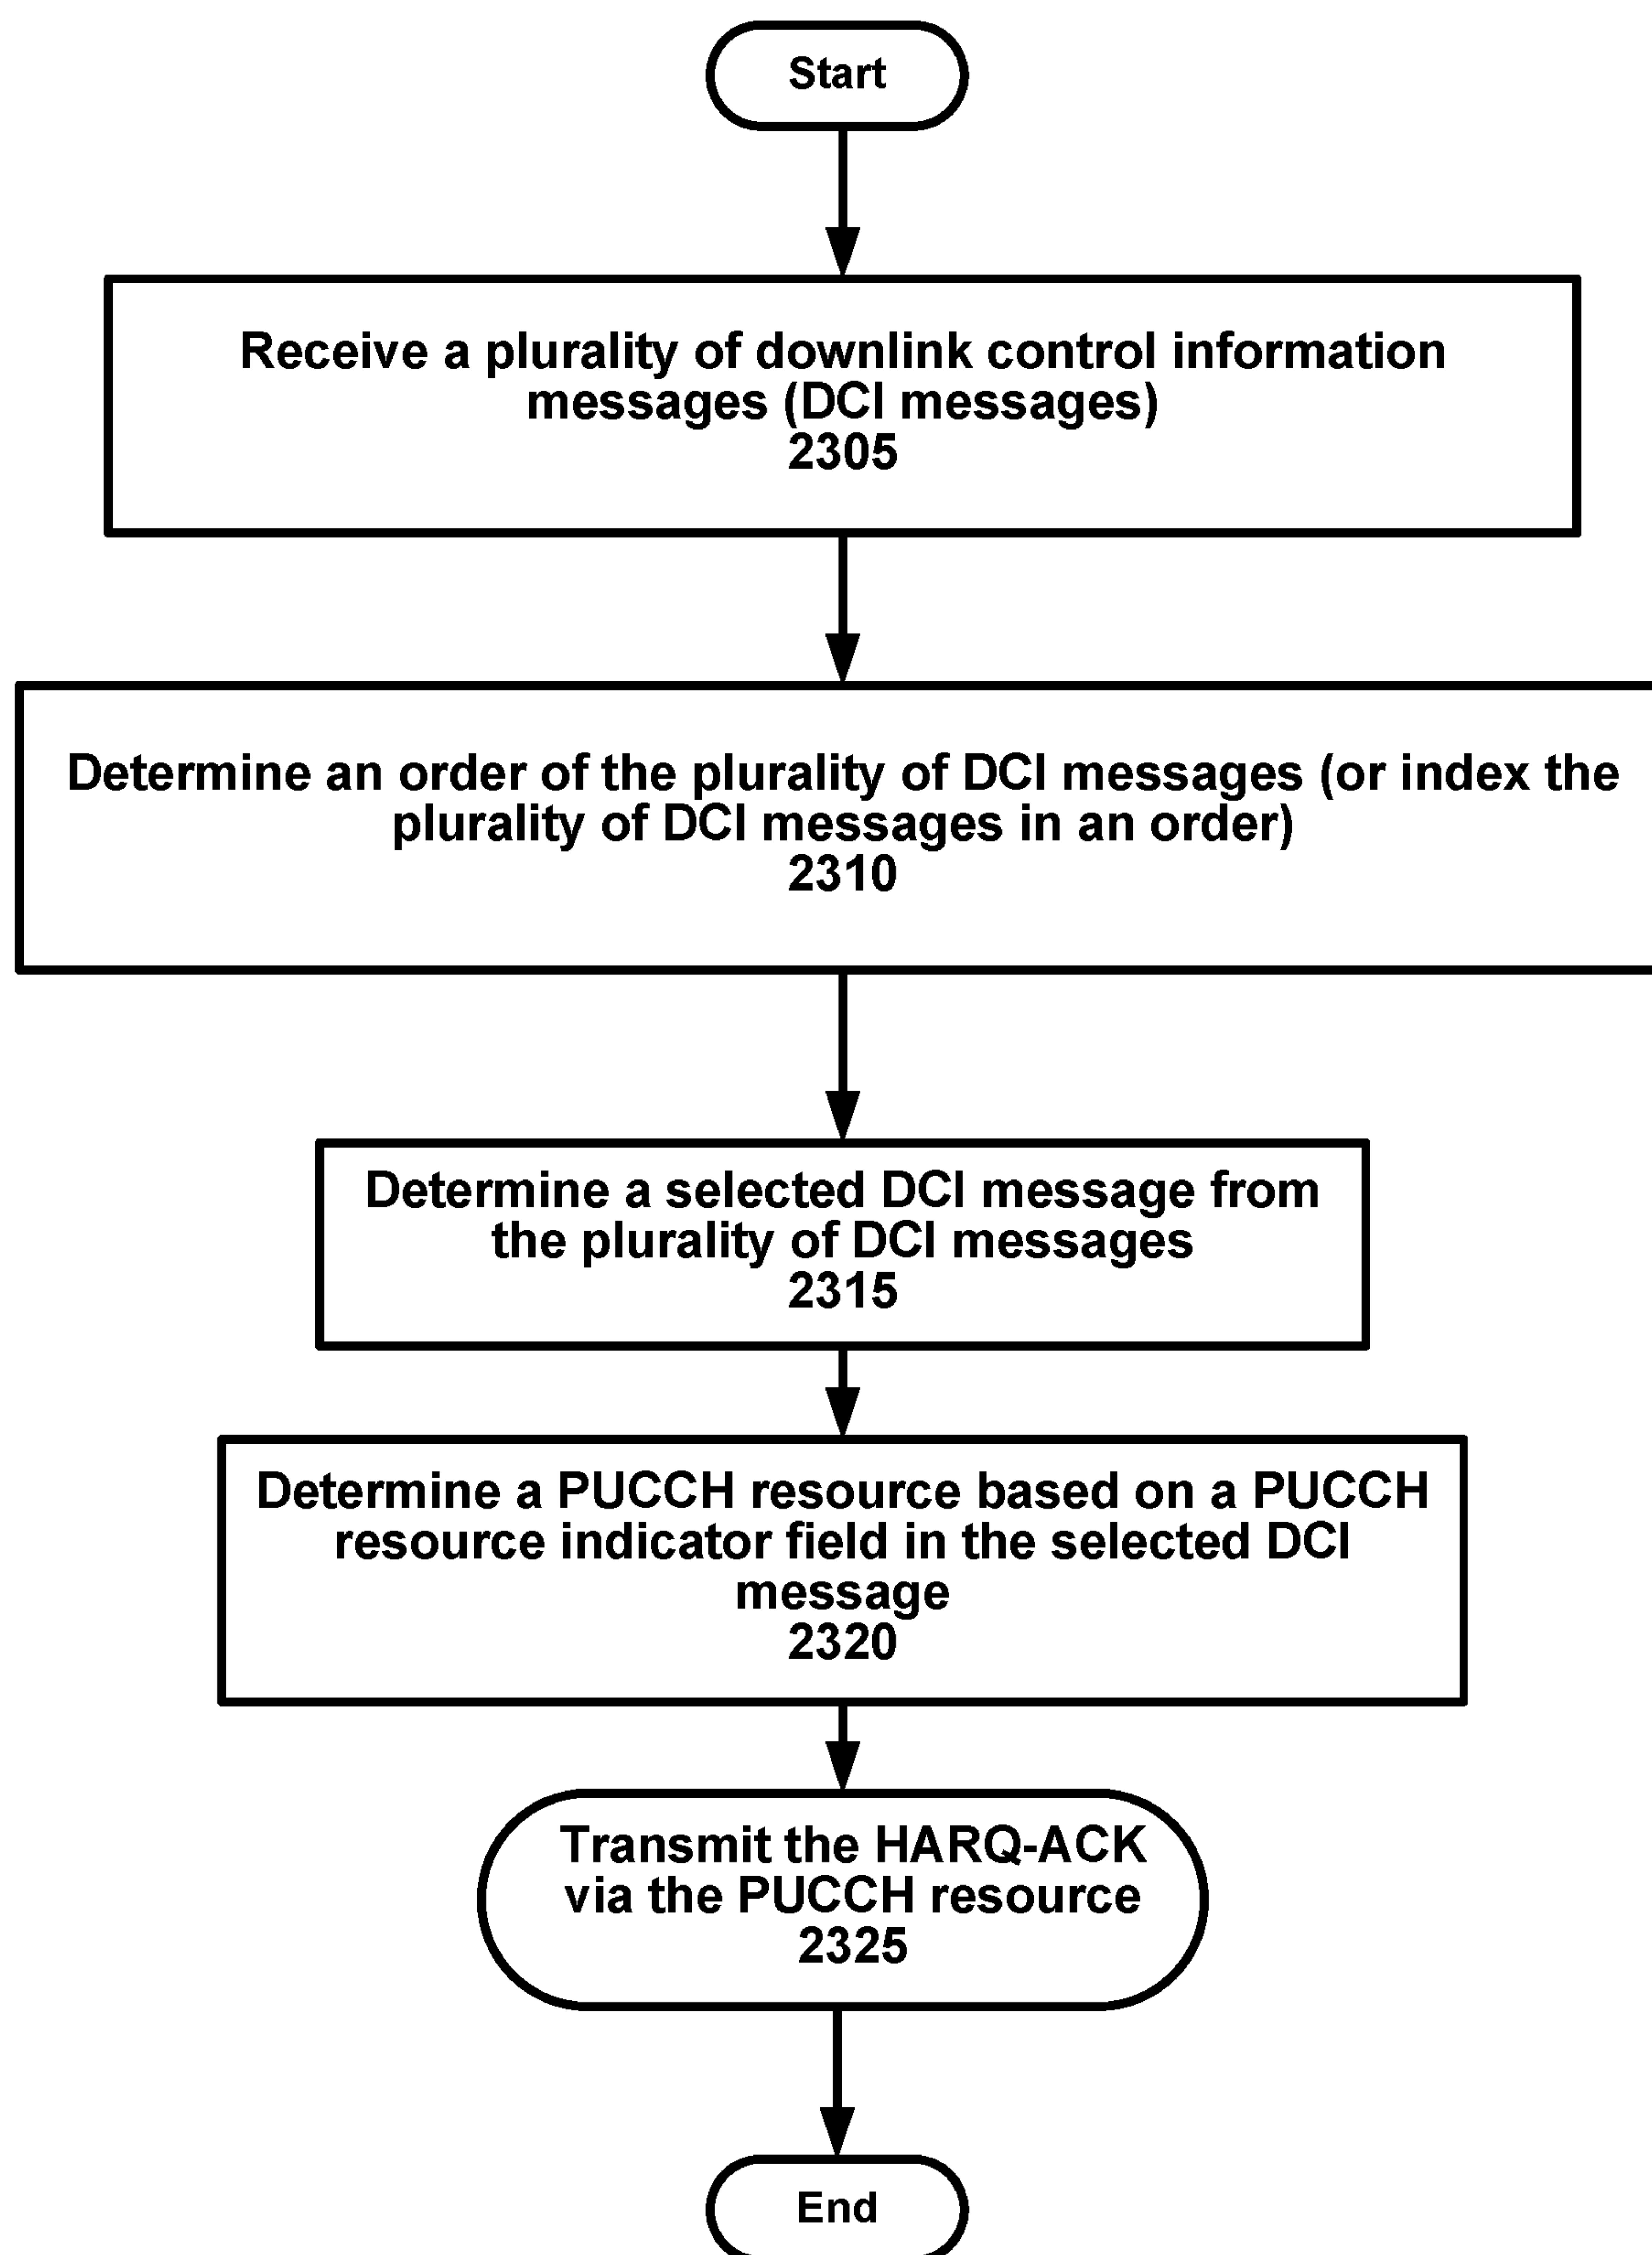 Start
Receive a plurality of downlink control information
messages (DCI messages)
2305
Determine an order of the plurality of DCI messages (or index the
plurality of DCI messages in an order)
2310
Determine a selected DCI message from
the plurality of DCI messages
2315
Determine a PUCCH resource based on a PUCCH
resource indicator field in the selected DCI
message
2320
Transmit the HARQ-ACK
via the PUCCH resource
2325
End